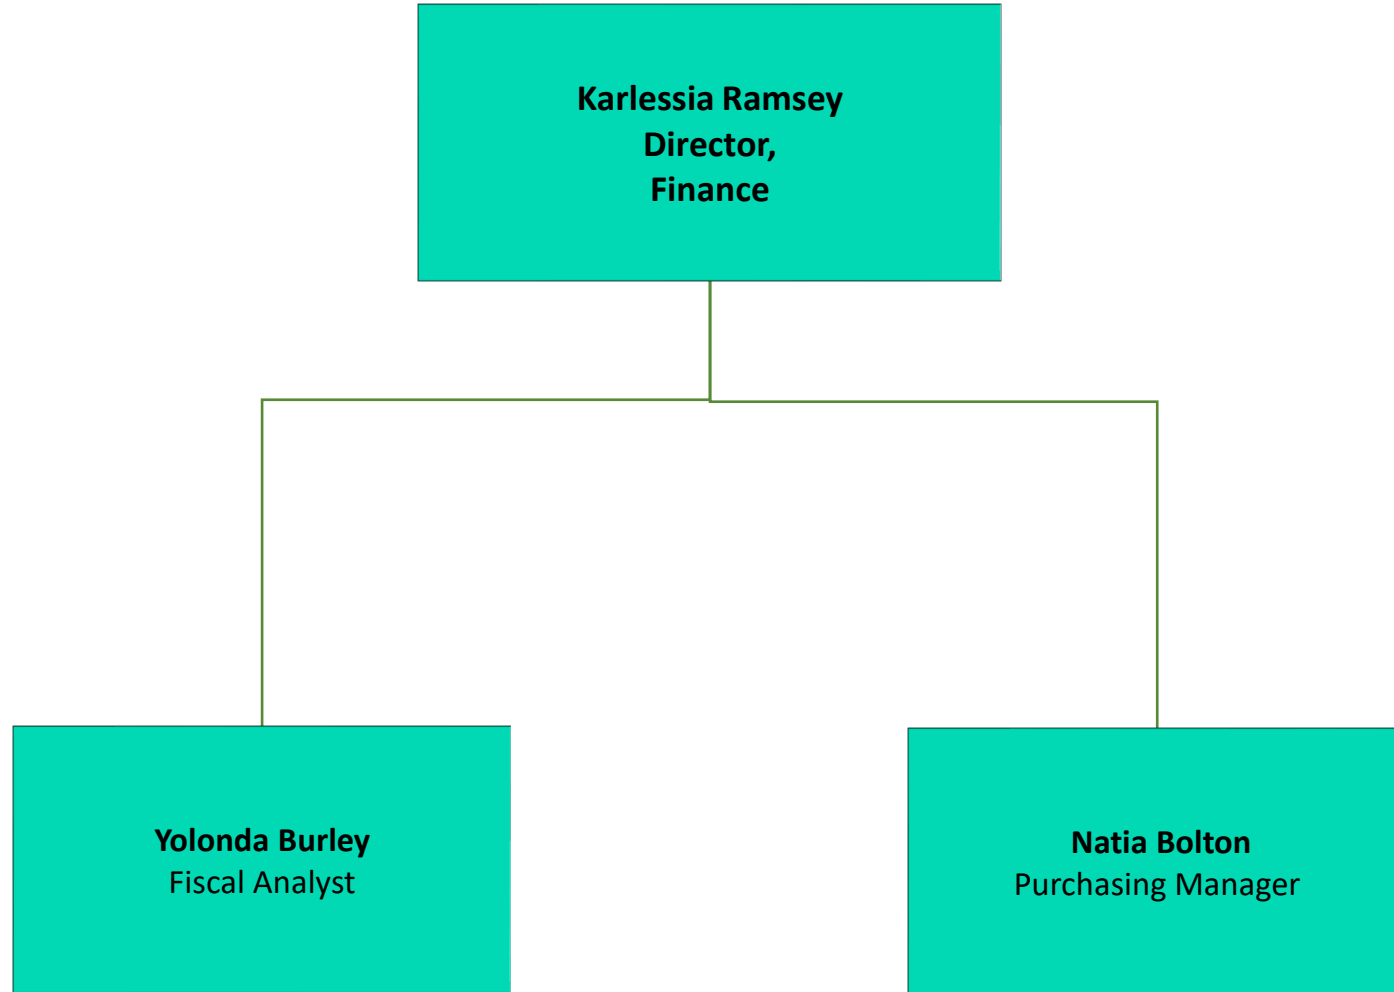 Karlessia Ramsey
Director,
Finance
Yolonda Burley
Fiscal Analyst
Natia Bolton
Purchasing Manager